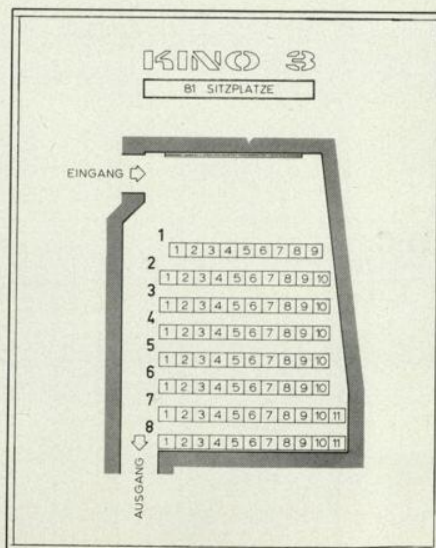 KINO 3
81 SITZPLÄTZE
EINGANG
1
1 2 3 4 5 6 7 8 9
2
1 2 3 4 5 6 7 8 9 10
3
1 2 3 4 5 6 7 8 9 10
4
1 2 3 4 5 6 7 8 9 10
5
1 2 3 4 5 6 7 8 9 10
6
1 2 3 4 5 6 7 8 9 10
7
1 2 3 4 5 6 7 8 9 10 11
8
1 2 3 4 5 6 7 8 9 10 11
AUSGANG